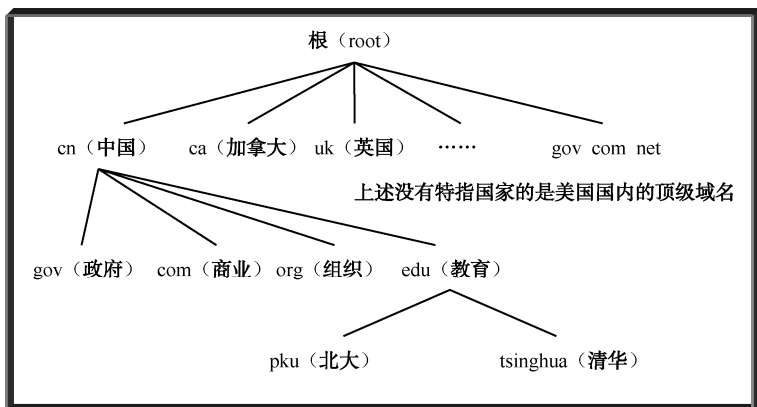 根（root）
cn（中国） ca（加拿大） uk（英国） …… gov com net
上述没有特指国家的是美国国内的顶级域名
gov（政府） com（商业） org（组织） edu（教育）
pku（北大） tsinghua（清华）